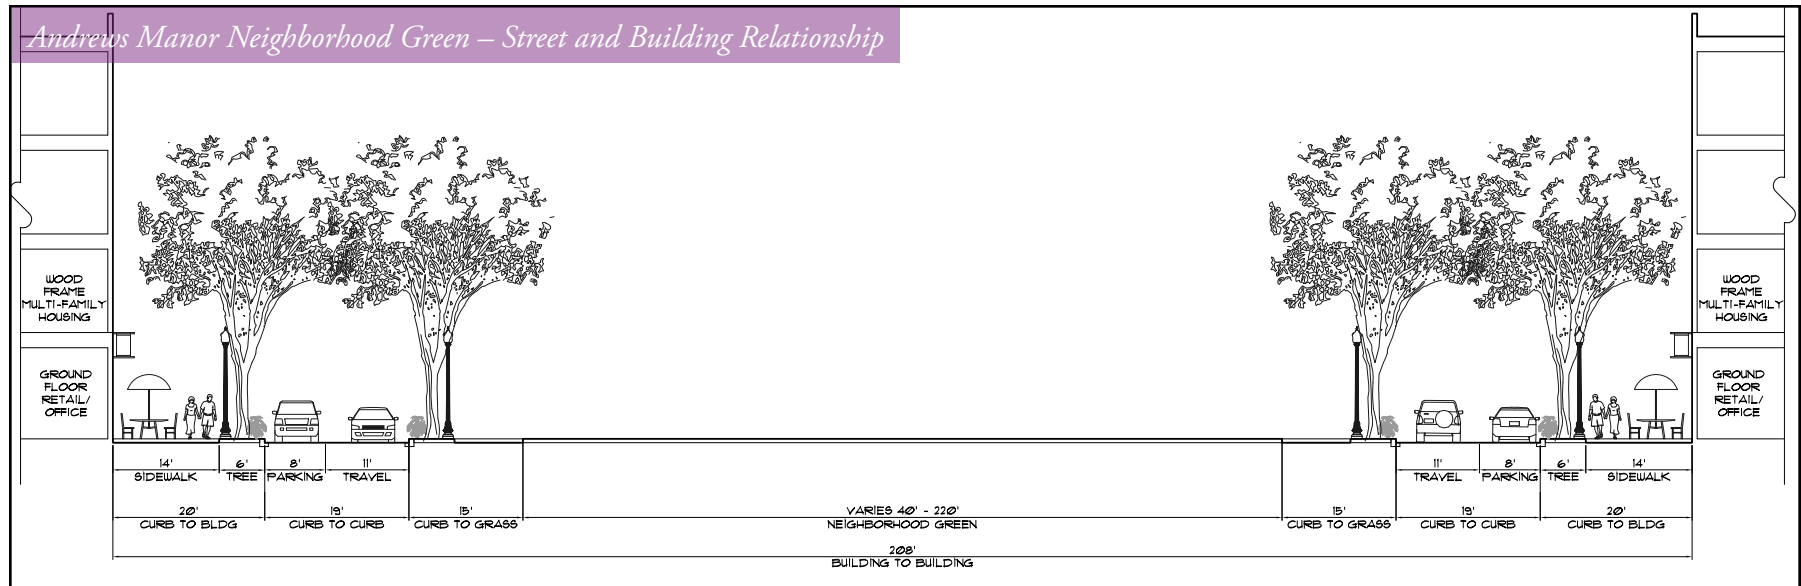 Andrews Manor Neighborhood Green – Street and Building Relationship
WOOD
FRAME
MULTI-FAMILY
HOUSING
GROUND
FLOOR
RETAIL/
OFFICE
WOOD
FRAME
MULTI-FAMILY
HOUSING
GROUND
FLOOR
RETAIL/
OFFICE
14' 6' 8' 11' 11' 8' 6' 14'
SIDEWALK TREE PARKING TRAVEL TRAVEL PARKING TREE SIDEWALK
20' 19' 15' VARIES 40' - 220' 15' 19' 20'
CURB TO BLDG CURB TO CURB CURB TO GRASS NEIGHBORHOOD GREEN CURB TO GRASS CURB TO CURB CURB TO BLDG
208'
BUILDING TO BUILDING